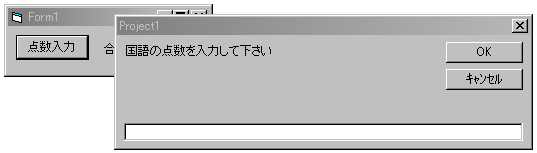 Form1
点数入力
合
Project1
国語の点数を入力して下さい
OK
キャンセル